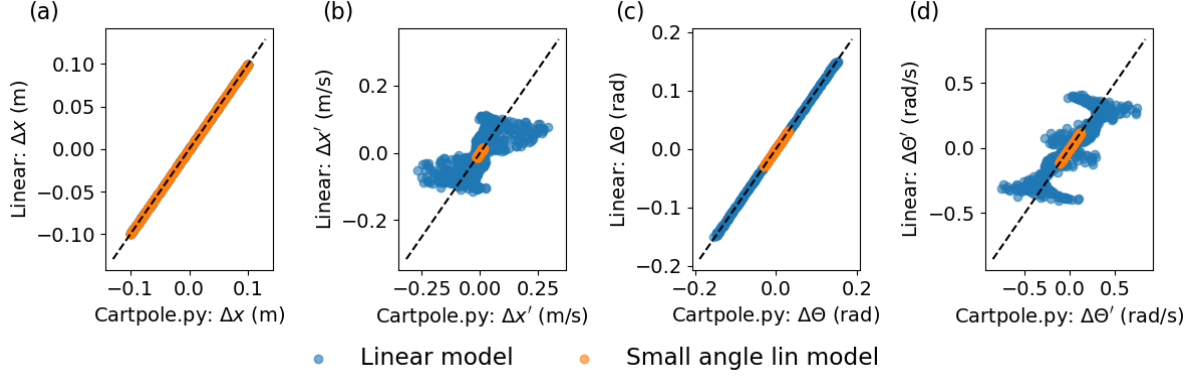 (a)
(b)
(c)
(d)
Linear: Δx (m)
0.10
0.05
0.00
−0.05
−0.10
−0.1
0.0
0.1
Cartpole.py: Δx (m)
Linear: Δx′ (m/s)
0.2
0.0
−0.2
−0.25
0.00
0.25
Cartpole.py: Δx′ (m/s)
Linear: ΔΘ (rad)
0.2
0.1
0.0
−0.1
−0.2
−0.2
0.0
0.2
Cartpole.py: ΔΘ (rad)
Linear: ΔΘ′ (rad/s)
0.5
0.0
−0.5
−0.5
0.0
0.5
Cartpole.py: ΔΘ′ (rad/s)
Linear model
Small angle lin model